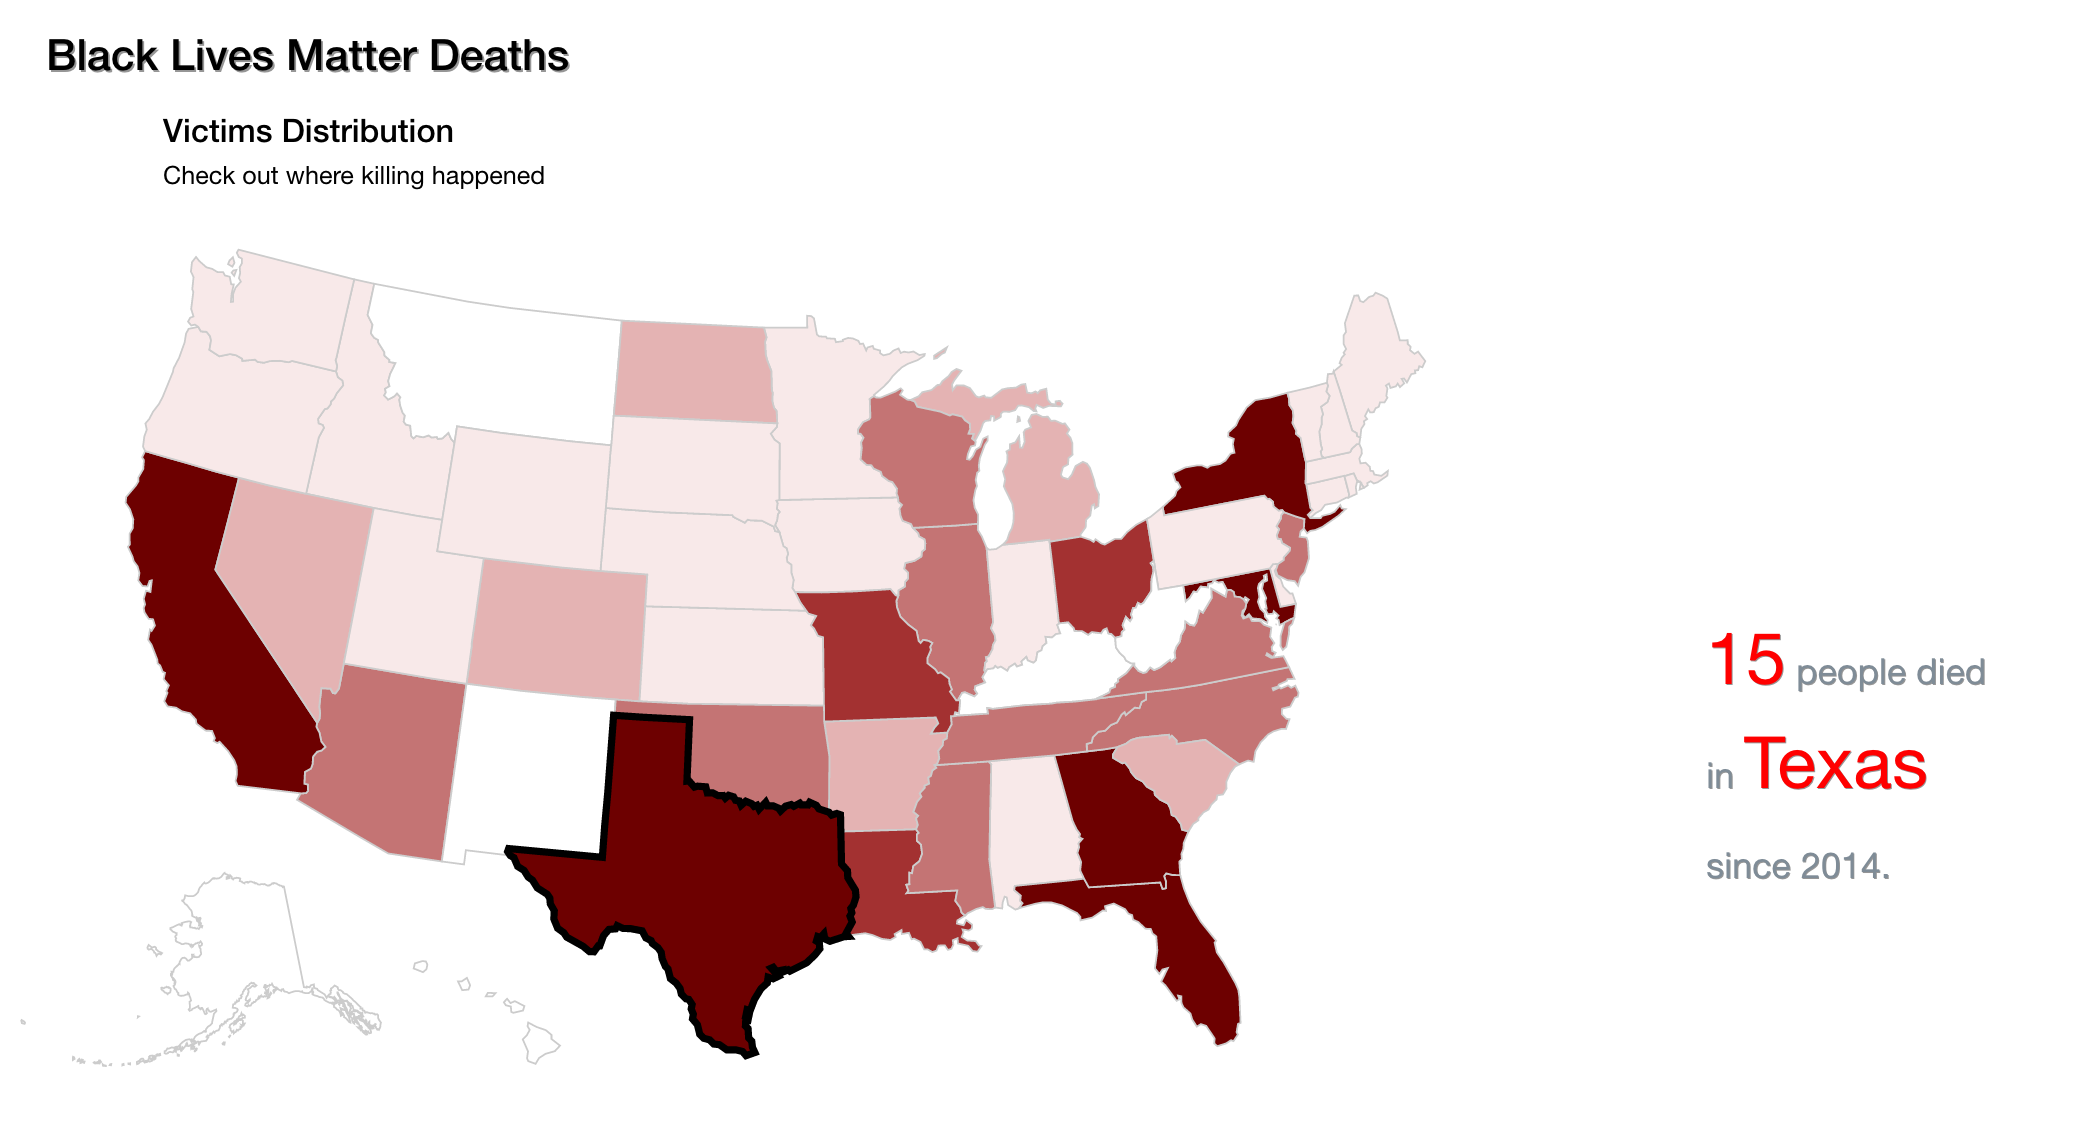 Black Lives Matter Deaths
Victims Distribution
Check out where killing happened
15 people died
in Texas
since 2014.